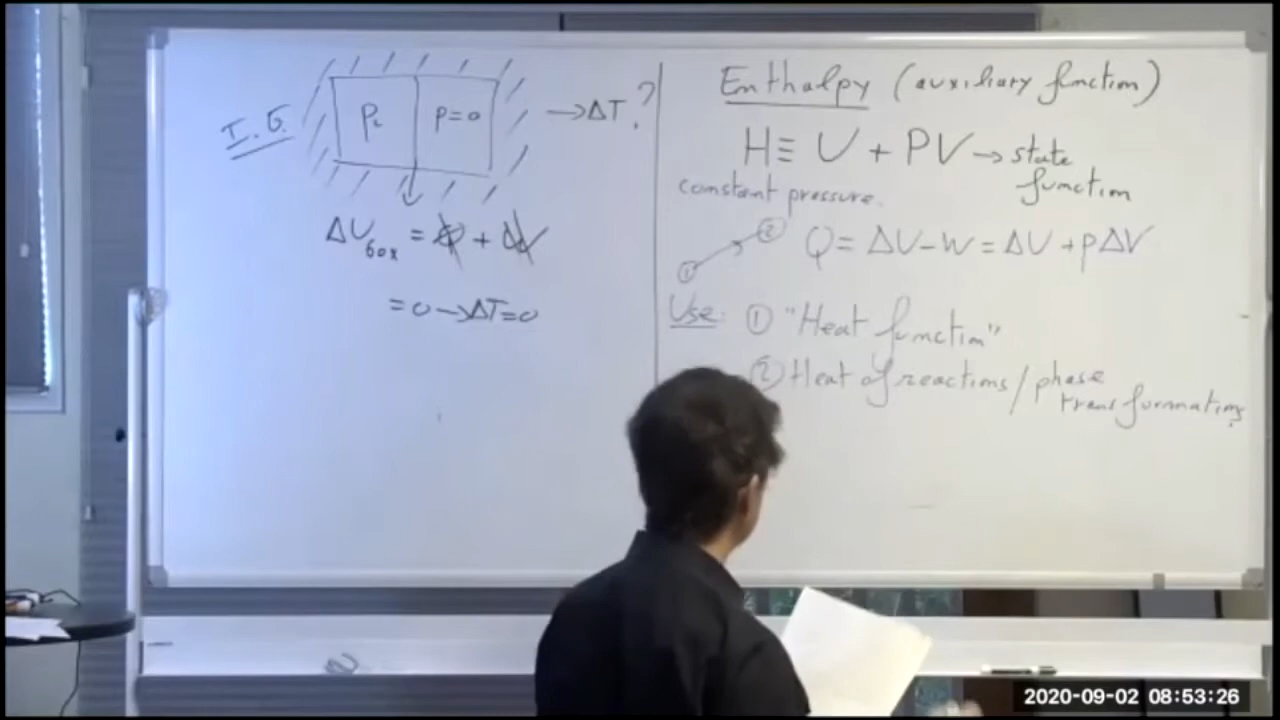 I.G.
Pi
p=0
→ΔT?
ΔU_box = Q + W
= 0 → ΔT=0
Enthalpy (auxiliary function)
H ≡ U + PV → state
function
constant pressure.
① ② Q = ΔU - W = ΔU + pΔV
Use: ① "Heat function"
② Heat of reactions / phase
transformations
2020-09-02 08:53:26